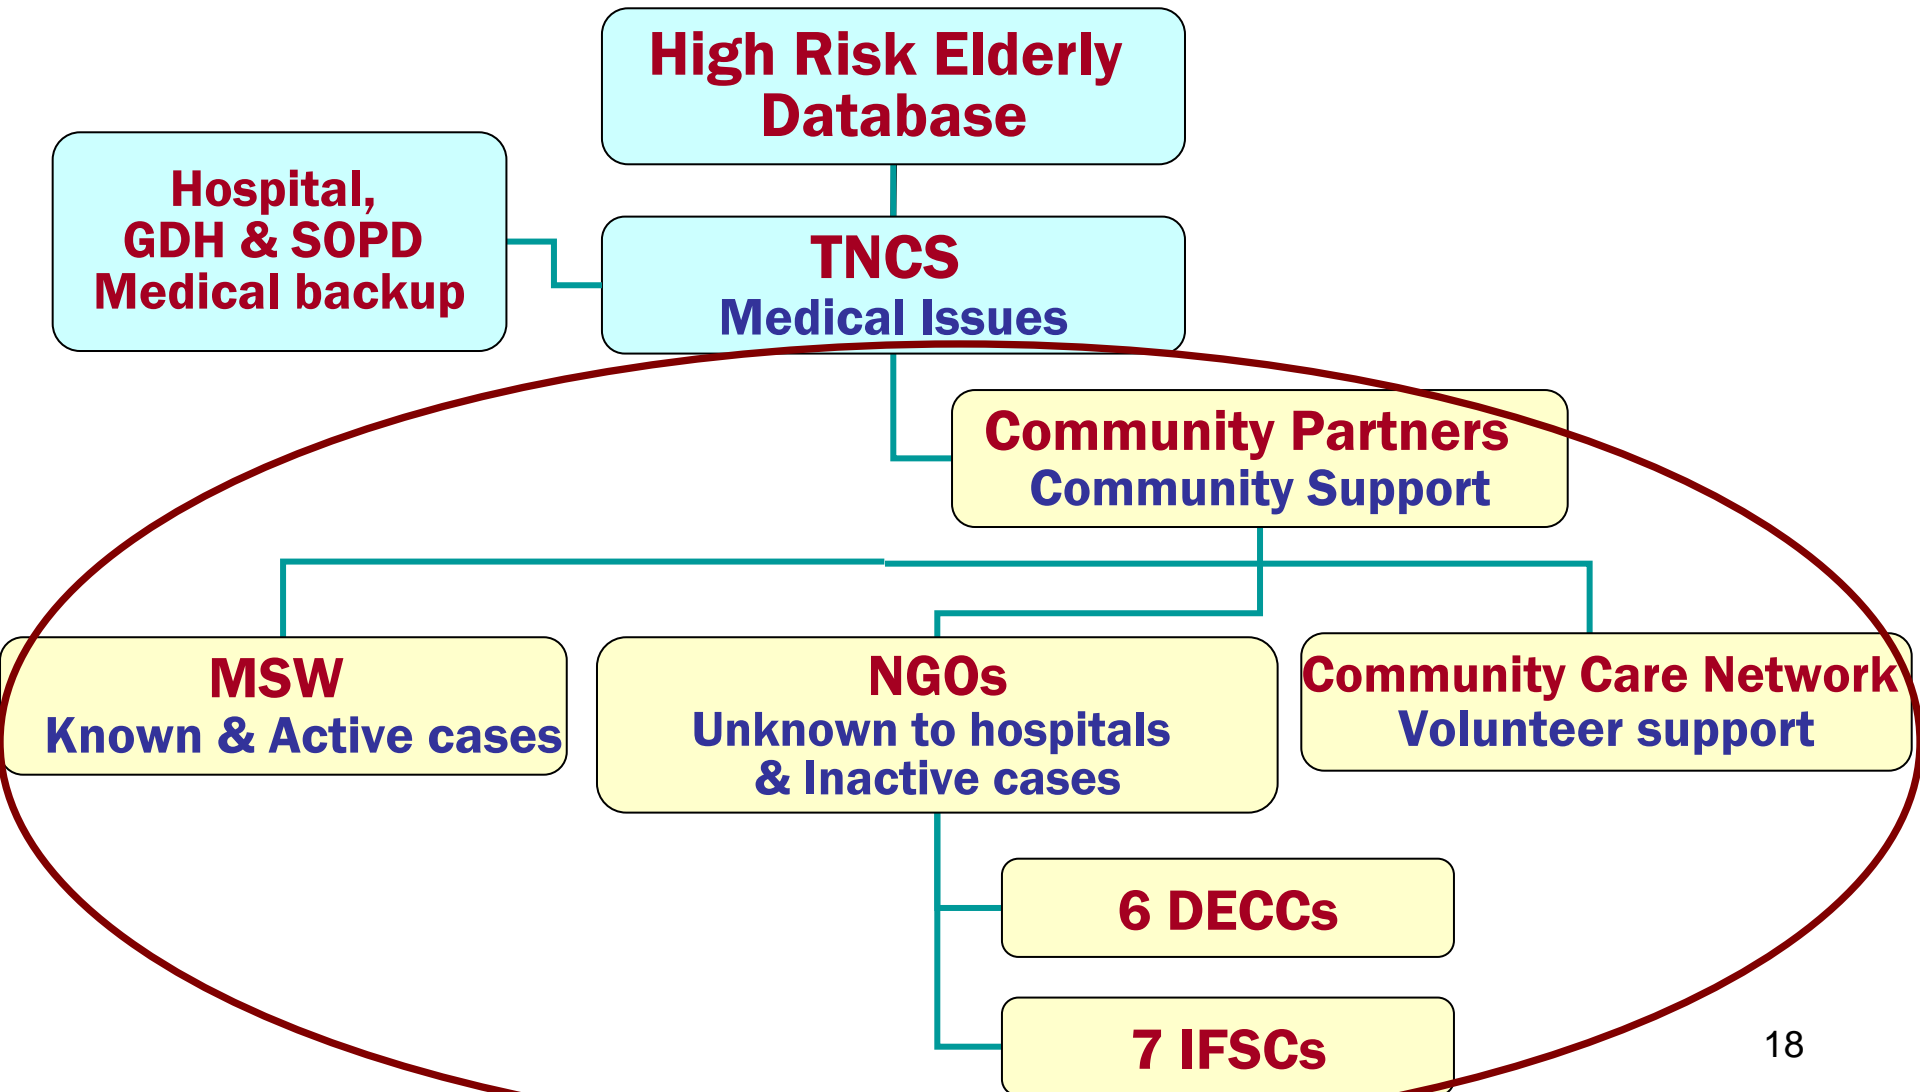 High Risk Elderly
Database
Hospital,
GDH & SOPD
Medical backup
TNCS
Medical Issues
Community Partners
Community Support
MSW
Known & Active cases
NGOs
Unknown to hospitals
& Inactive cases
Community Care Network
Volunteer support
6 DECCs
7 IFSCs
18